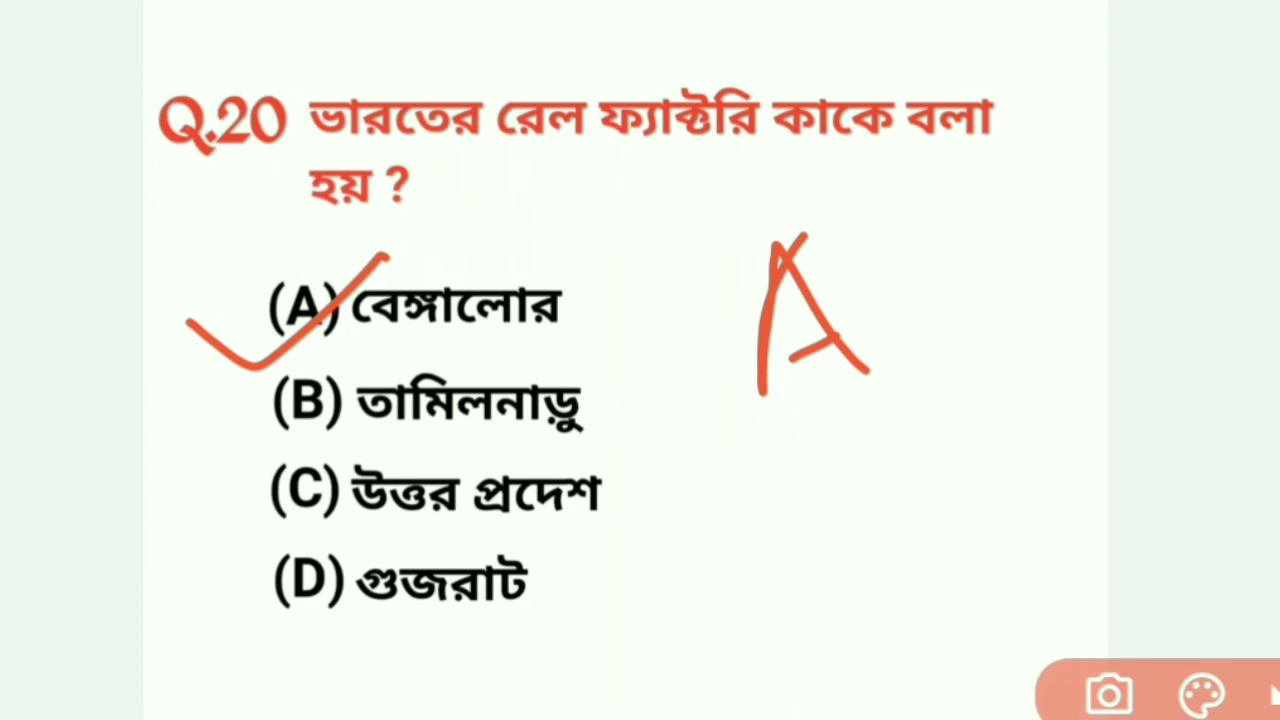 Q.20 ভারতের রেল ফ্যাক্টরি কাকে বলা
হয় ?
(A) বেঙ্গালোর
A
(B) তামিলনাড়ু
(C) উত্তর প্রদেশ
(D) গুজরাট